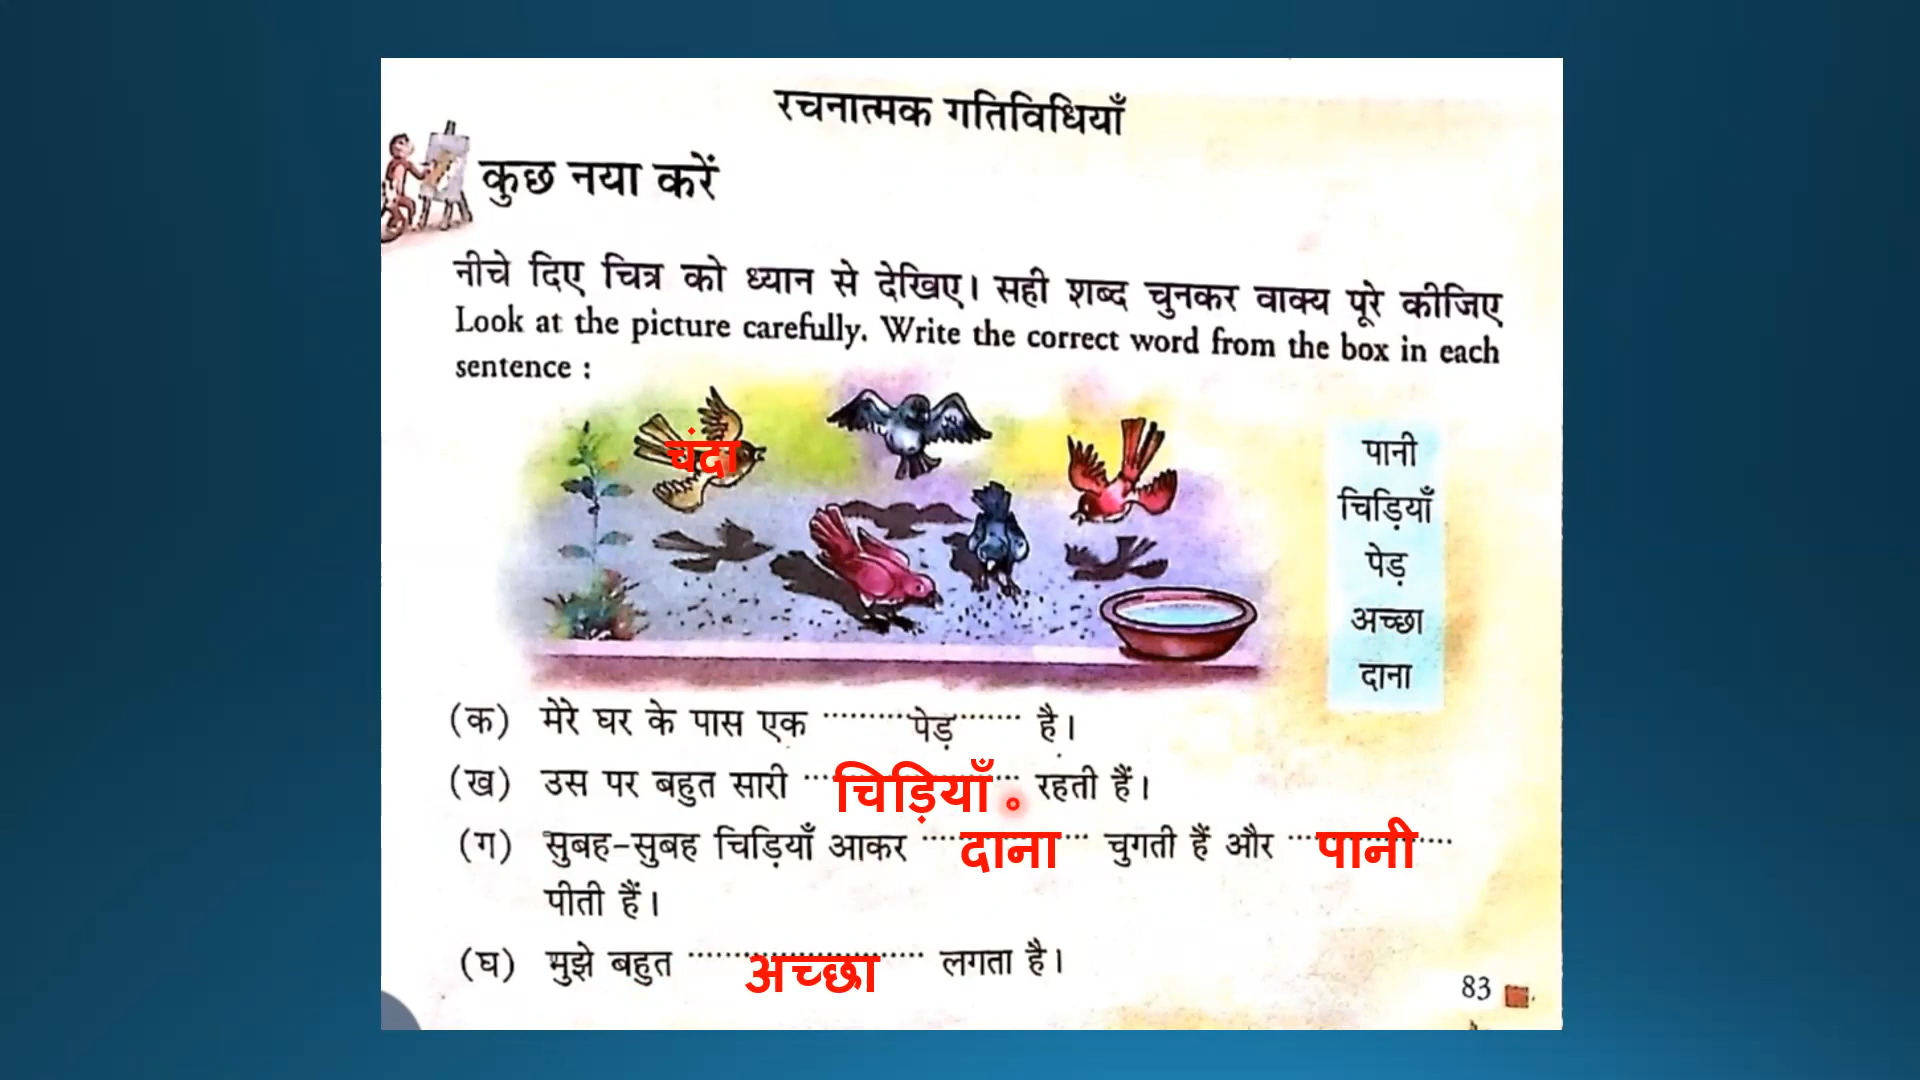 रचनात्मक गतिविधियाँ
कुछ नया करें
नीचे दिए चित्र को ध्यान से देखिए। सही शब्द चुनकर वाक्य पूरे कीजिए
Look at the picture carefully. Write the correct word from the box in each
sentence :
चंदा
पानी
चिड़ियाँ
पेड़
अच्छा
दाना
(क) मेरे घर के पास एक ........पेड़....... है।
(ख) उस पर बहुत सारी ... चिड़ियाँ ... रहती हैं।
(ग) सुबह-सुबह चिड़ियाँ आकर .... दाना ... चुगती हैं और ... पानी ....
पीती हैं।
(घ) मुझे बहुत ..... अच्छा ..... लगता है।
83